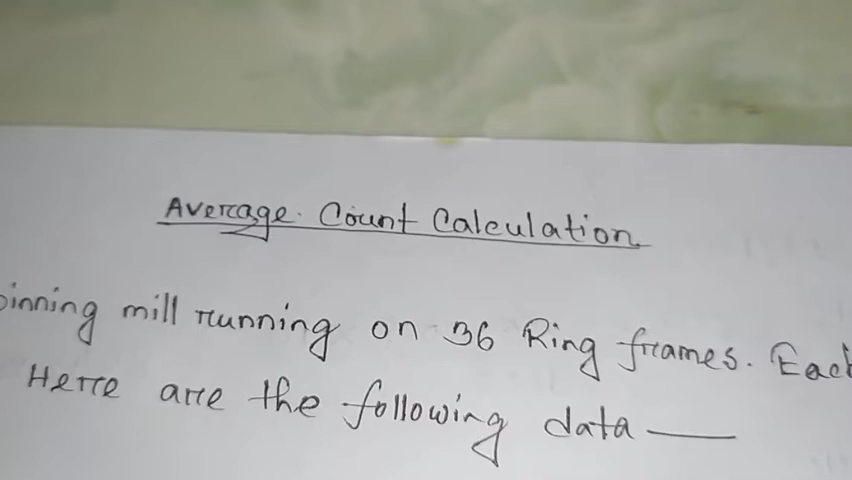 Average Count Calculation
mill running on 36 Ring frames.
Here are the following data —